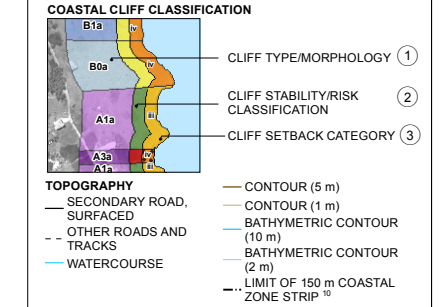 COASTAL CLIFF CLASSIFICATION
B1a
iv
B0a
iv
A1a
iii
A3a
iv
A1a
iii
CLIFF TYPE/MORPHOLOGY 1
CLIFF STABILITY/RISK
CLASSIFICATION 2
CLIFF SETBACK CATEGORY 3
TOPOGRAPHY
SECONDARY ROAD,
SURFACED
OTHER ROADS AND
TRACKS
WATERCOURSE
CONTOUR (5 m)
CONTOUR (1 m)
BATHYMETRIC CONTOUR
(10 m)
BATHYMETRIC CONTOUR
(2 m)
LIMIT OF 150 m COASTAL
ZONE STRIP 10